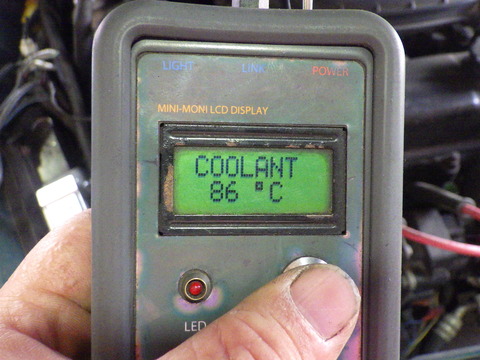 LIGHT LINK POWER
MINI-MONI LCD DISPLAY
COOLANT
86 °C
LED